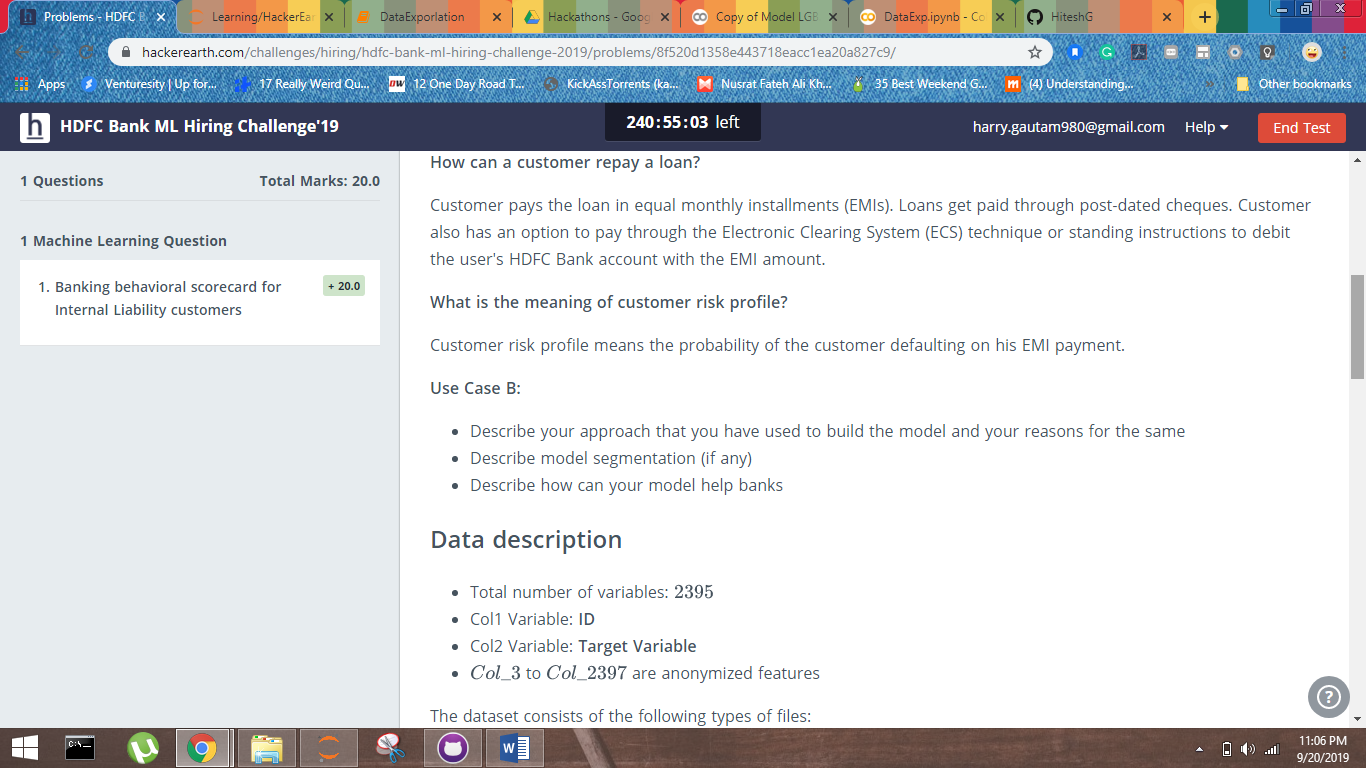 Problems - HDFC B
Learning/HackerEar
DataExporlation
Hackathons - Goog
Copy of Model LGB
DataExp.ipynb - Co
HiteshG
hackerearth.com/challenges/hiring/hdfc-bank-ml-hiring-challenge-2019/problems/8f520d1358e443718eacc1ea20a827c9/
Apps
Venturesity | Up for...
17 Really Weird Qu...
12 One Day Road T...
KickAssTorrents (ka...
Nusrat Fateh Ali Kh...
35 Best Weekend G...
(4) Understanding...
Other bookmarks
h HDFC Bank ML Hiring Challenge'19
240:55:03 left
harry.gautam980@gmail.com
Help
End Test
1 Questions
Total Marks: 20.0
1 Machine Learning Question
1. Banking behavioral scorecard for
Internal Liability customers
+ 20.0
How can a customer repay a loan?
Customer pays the loan in equal monthly installments (EMIs). Loans get paid through post-dated cheques. Customer
also has an option to pay through the Electronic Clearing System (ECS) technique or standing instructions to debit
the user's HDFC Bank account with the EMI amount.
What is the meaning of customer risk profile?
Customer risk profile means the probability of the customer defaulting on his EMI payment.
Use Case B:
• Describe your approach that you have used to build the model and your reasons for the same
• Describe model segmentation (if any)
• Describe how can your model help banks
Data description
• Total number of variables: 2395
• Col1 Variable: ID
• Col2 Variable: Target Variable
• Col_3 to Col_2397 are anonymized features
The dataset consists of the following types of files:
11:06 PM
9/20/2019